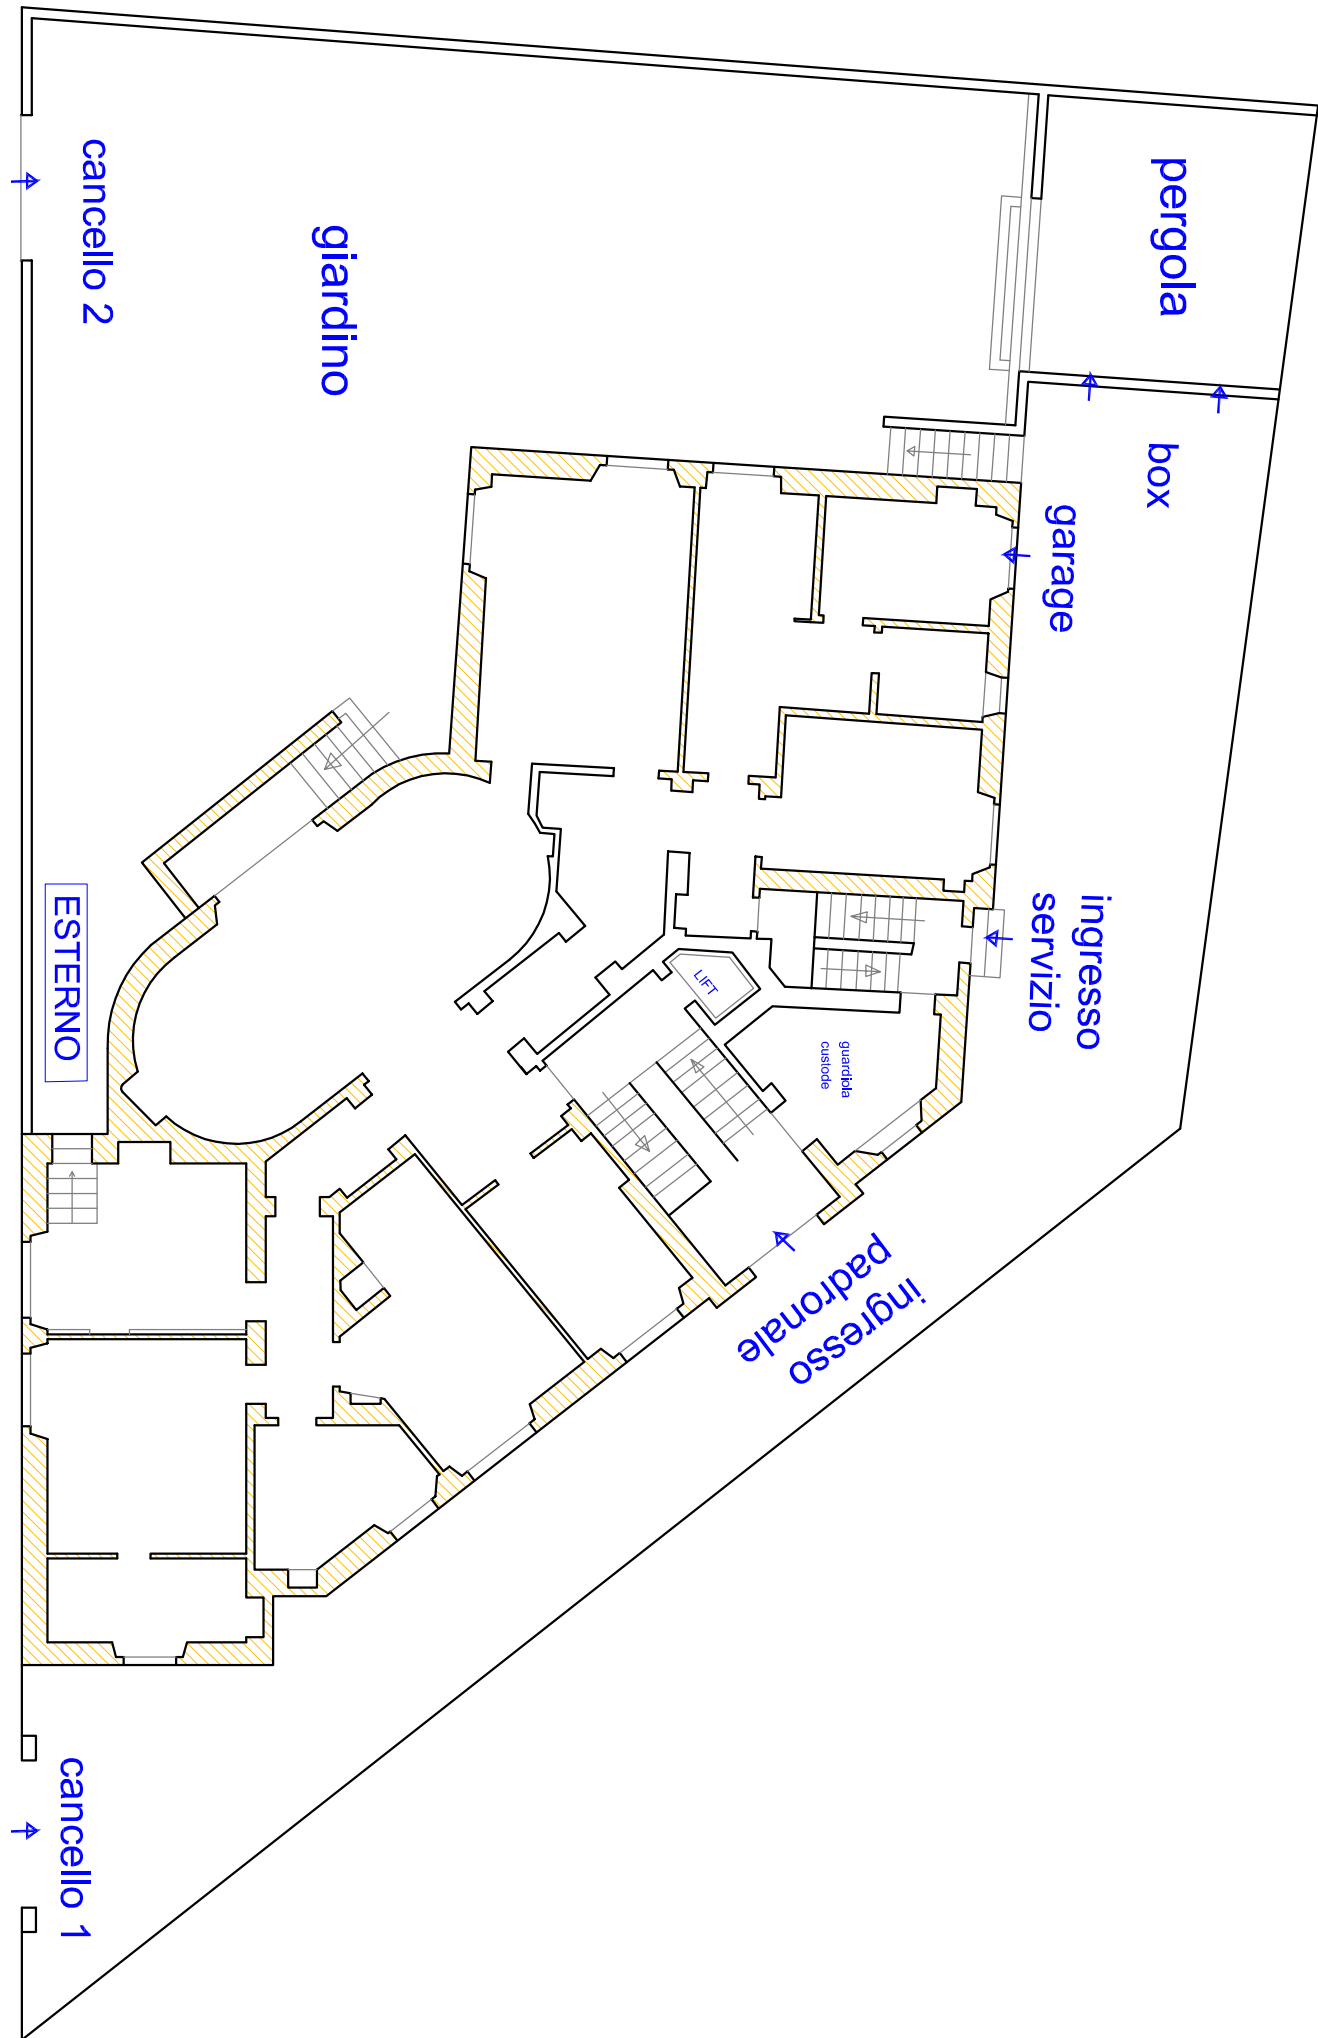 pergola
cancello 2
giardino
box
garage
ingresso
servizio
ESTERNO
LIFT
guardiola
custode
ingresso
padronale
cancello 1